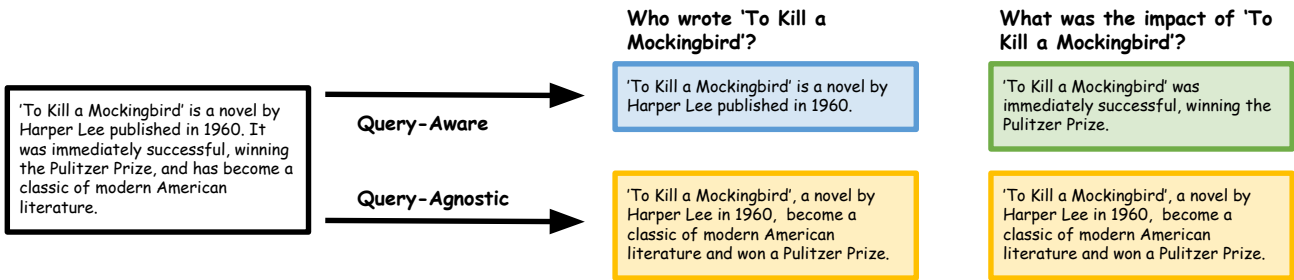 Who wrote ‘To Kill a
Mockingbird’?
What was the impact of ‘To
Kill a Mockingbird’?
’To Kill a Mockingbird’ is a novel by
Harper Lee published in 1960. It
was immediately successful, winning
the Pulitzer Prize, and has become a
classic of modern American
literature.
Query-Aware
Query-Agnostic
’To Kill a Mockingbird’ is a novel by
Harper Lee published in 1960.
’To Kill a Mockingbird’ was
immediately successful, winning the
Pulitzer Prize.
’To Kill a Mockingbird’, a novel by
Harper Lee in 1960,  become a
classic of modern American
literature and won a Pulitzer Prize.
’To Kill a Mockingbird’, a novel by
Harper Lee in 1960,  become a
classic of modern American
literature and won a Pulitzer Prize.